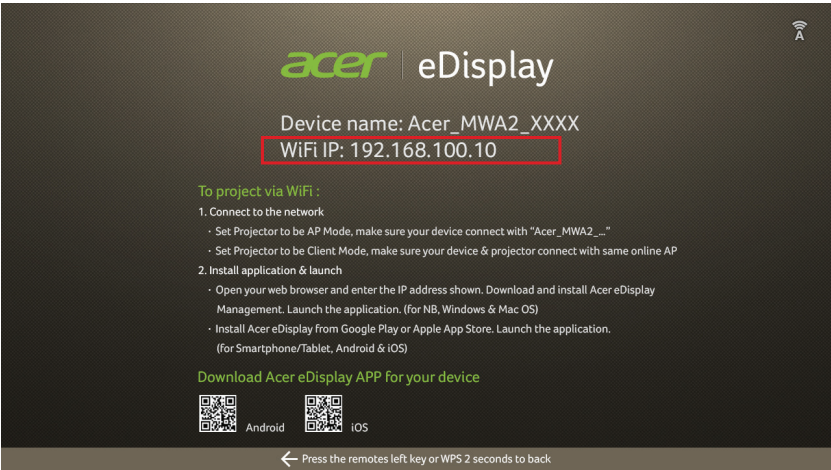 A
acer | eDisplay
Device name: Acer_MWA2_XXXX
WiFi IP: 192.168.100.10
To project via WiFi :
1. Connect to the network
· Set Projector to be AP Mode, make sure your device connect with “Acer_MWA2_...”
· Set Projector to be Client Mode, make sure your device & projector connect with same online AP
2. Install application & launch
· Open your web browser and enter the IP address shown. Download and install Acer eDisplay
Management. Launch the application. (for NB, Windows & Mac OS)
· Install Acer eDisplay from Google Play or Apple App Store. Launch the application.
(for Smartphone/Tablet, Android & iOS)
Download Acer eDisplay APP for your device
Android iOS
← Press the remotes left key or WPS 2 seconds to back